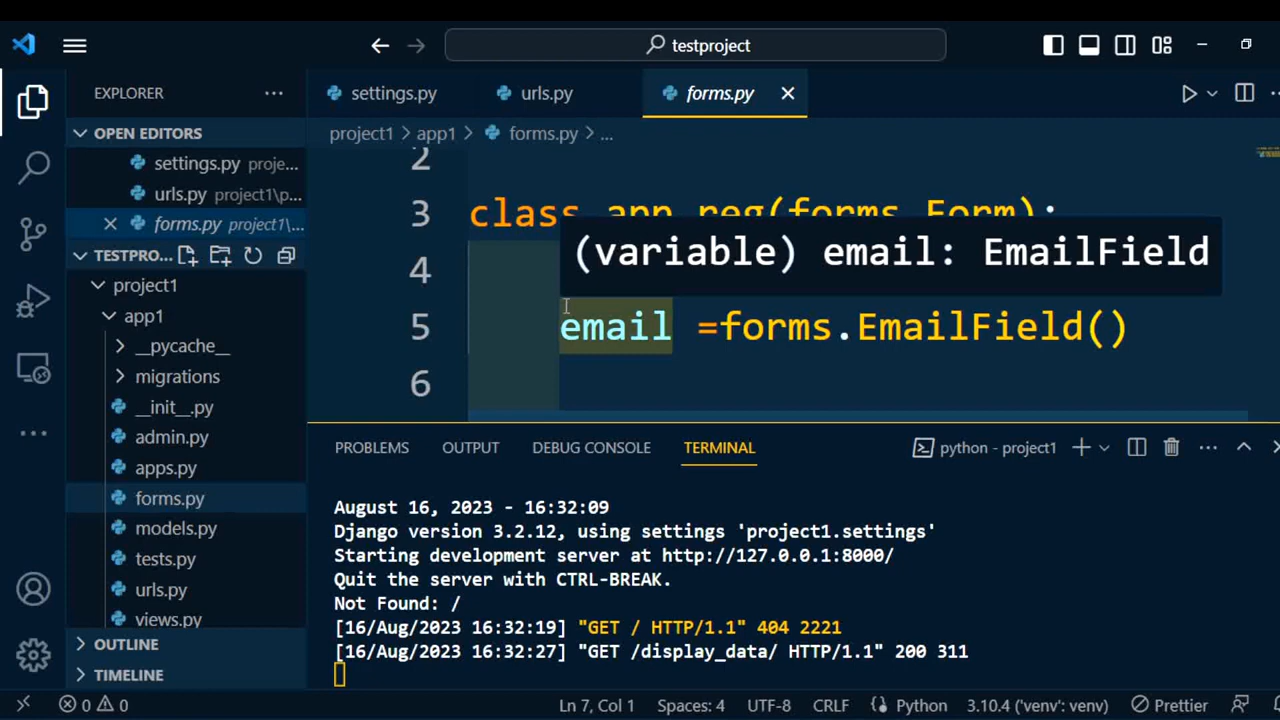 testproject
EXPLORER
settings.py
urls.py
forms.py
OPEN EDITORS
project1 > app1 > forms.py > ...
settings.py proje...
urls.py project1\p...
forms.py project1\...
TESTPRO...
project1
app1
__pycache__
migrations
__init__.py
admin.py
apps.py
forms.py
models.py
tests.py
urls.py
views.py
OUTLINE
TIMELINE
2
3 class app_reg(forms.Form):
(variable) email: EmailField
4
5 email =forms.EmailField()
6
PROBLEMS OUTPUT DEBUG CONSOLE TERMINAL python - project1
August 16, 2023 - 16:32:09
Django version 3.2.12, using settings 'project1.settings'
Starting development server at http://127.0.0.1:8000/
Quit the server with CTRL-BREAK.
Not Found: /
[16/Aug/2023 16:32:19] "GET / HTTP/1.1" 404 2221
[16/Aug/2023 16:32:27] "GET /display_data/ HTTP/1.1" 200 311
0 0 Ln 7, Col 1 Spaces: 4 UTF-8 CRLF Python 3.10.4 ('venv': venv) Prettier